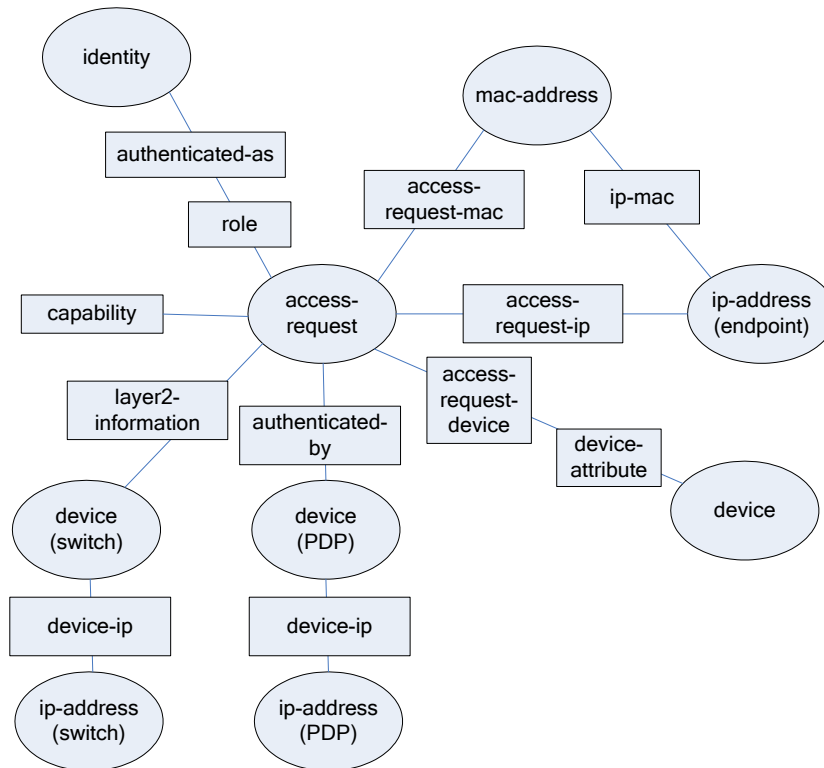 identity
mac-address
authenticated-as
access-
request-mac
ip-mac
role
capability
access-
request
access-
request-ip
ip-address
(endpoint)
layer2-
information
authenticated-
by
access-
request-
device
device-
attribute
device
(switch)
device
(PDP)
device
device-ip
device-ip
ip-address
(switch)
ip-address
(PDP)